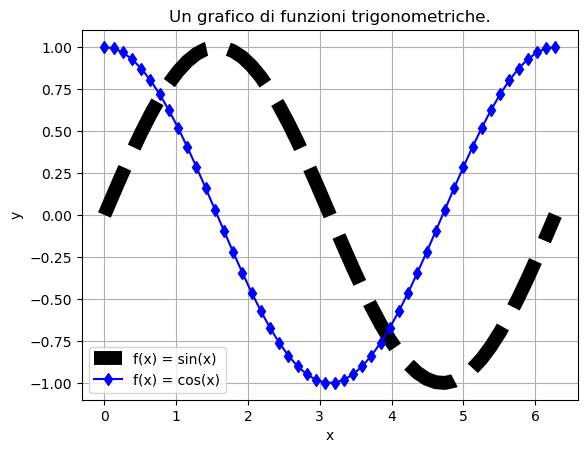 Un grafico di funzioni trigonometriche.
1.00
0.75
0.50
0.25
0.00
−0.25
−0.50
−0.75
−1.00
y
f(x) = sin(x)
f(x) = cos(x)
0 1 2 3 4 5 6
x